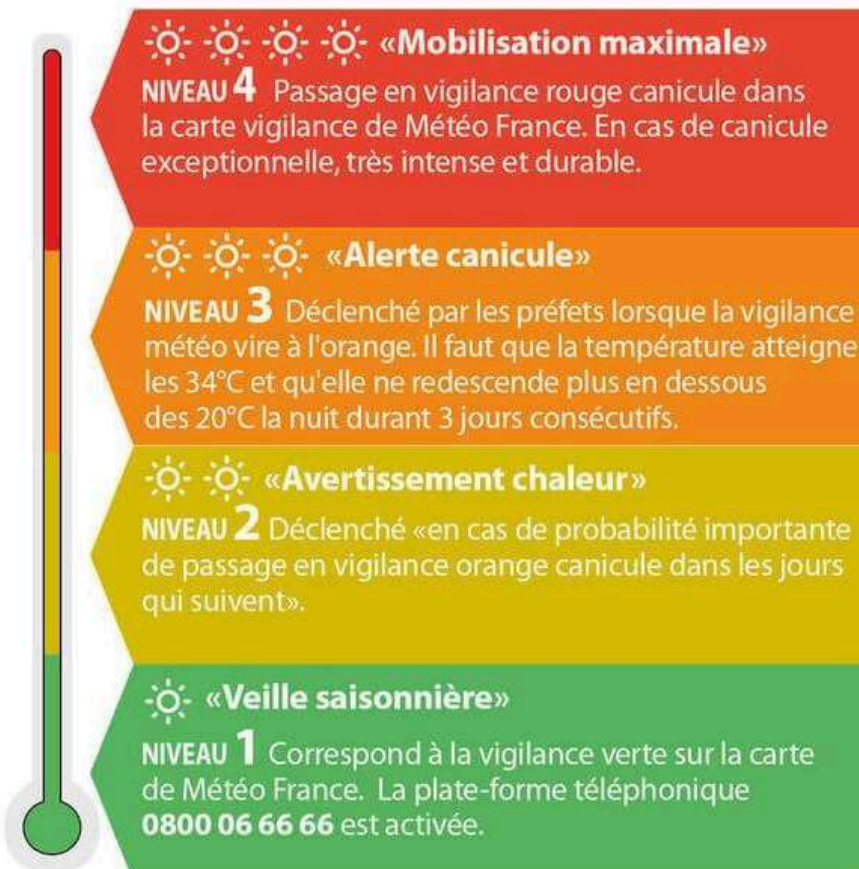 «Mobilisation maximale»
NIVEAU 4 Passage en vigilance rouge canicule dans
la carte vigilance de Météo France. En cas de canicule
exceptionnelle, très intense et durable.
«Alerte canicule»
NIVEAU 3 Déclenché par les préfets lorsque la vigilance
météo vire à l'orange. Il faut que la température atteigne
les 34°C et qu'elle ne redescende plus en dessous
des 20°C la nuit durant 3 jours consécutifs.
«Avertissement chaleur»
NIVEAU 2 Déclenché «en cas de probabilité importante
de passage en vigilance orange canicule dans les jours
qui suivent».
«Veille saisonnière»
NIVEAU 1 Correspond à la vigilance verte sur la carte
de Météo France. La plate-forme téléphonique
0800 06 66 66 est activée.